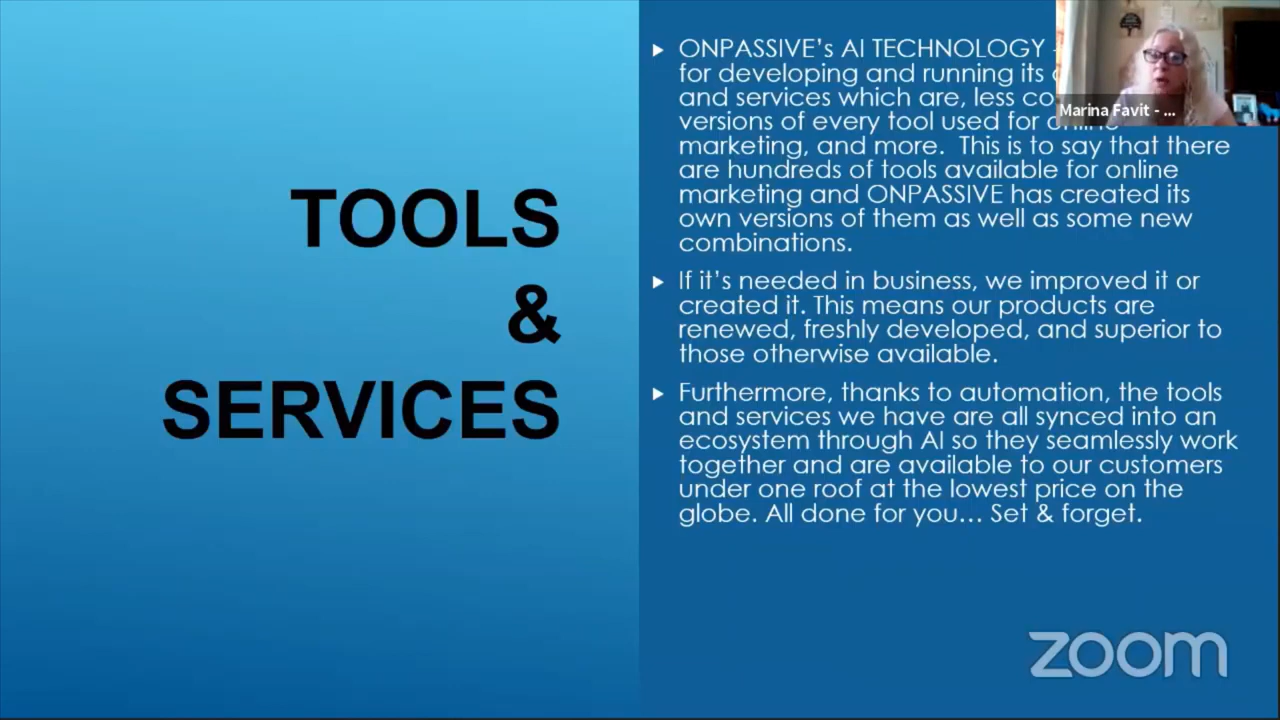 TOOLS
&
SERVICES
ONPASSIVE's AI TECHNOLOGY
for developing and running its
and services which are, less
versions of every tool used for online
marketing, and more. This is to say that there
are hundreds of tools available for online
marketing and ONPASSIVE has created its
own versions of them as well as some new
combinations.
If it's needed in business, we improved it or
created it. This means our products are
renewed, freshly developed, and superior to
those otherwise available.
Furthermore, thanks to automation, the tools
and services we have are all synced into an
ecosystem through AI so they seamlessly work
together and are available to our customers
under one roof at the lowest price on the
globe. All done for you... Set & forget.
Marina Favit - ...
zoom